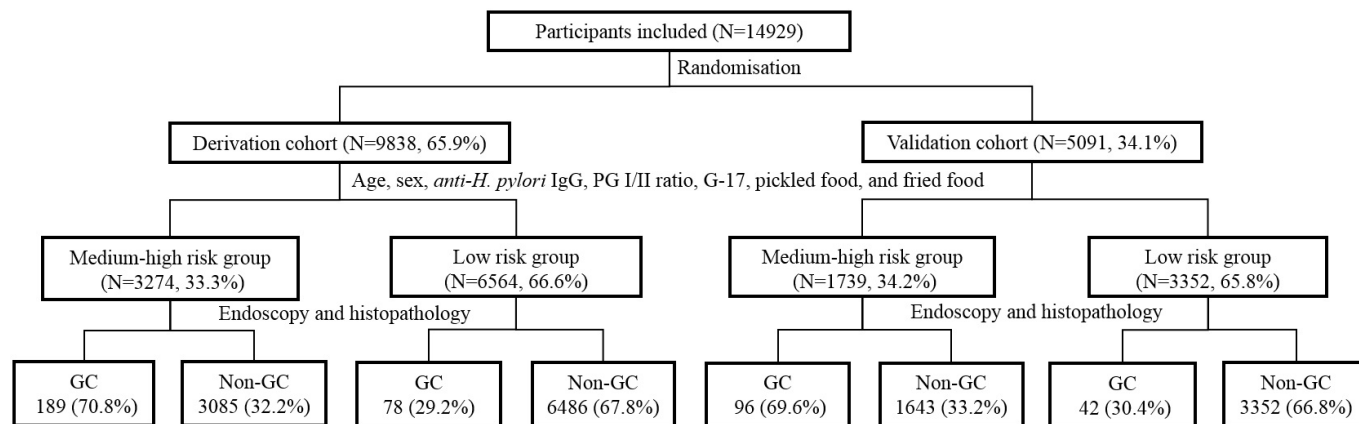 Participants included (N=14929)
Randomisation
Derivation cohort (N=9838, 65.9%)
Validation cohort (N=5091, 34.1%)
Age, sex, anti-H. pylori IgG, PG I/II ratio, G-17, pickled food, and fried food
Medium-high risk group
(N=3274, 33.3%)
Low risk group
(N=6564, 66.6%)
Medium-high risk group
(N=1739, 34.2%)
Low risk group
(N=3352, 65.8%)
Endoscopy and histopathology
Endoscopy and histopathology
GC
189 (70.8%)
Non-GC
3085 (32.2%)
GC
78 (29.2%)
Non-GC
6486 (67.8%)
GC
96 (69.6%)
Non-GC
1643 (33.2%)
GC
42 (30.4%)
Non-GC
3352 (66.8%)